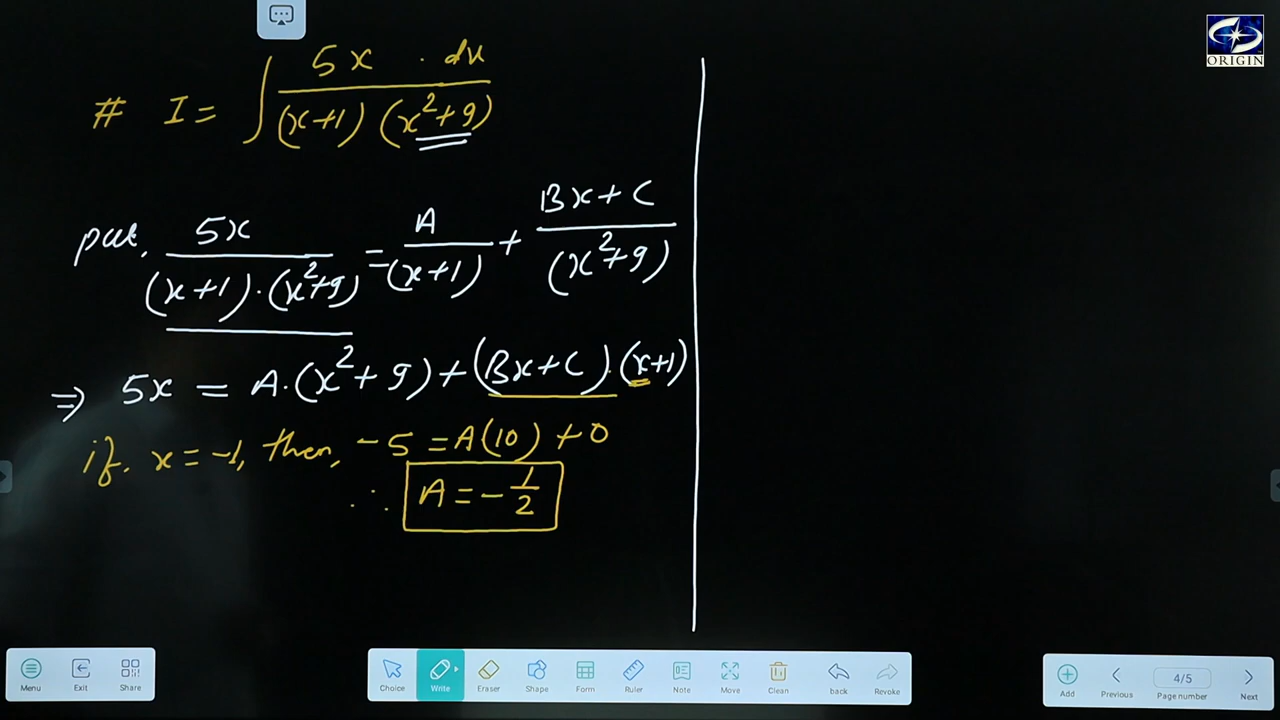 ORIGIN
# I = ∫ 5x . dx / (x+1) (x²+9)
put, 5x / (x+1).(x²+9) = A / (x+1) + Bx+C / (x²+9)
⇒ 5x = A.(x²+9)+(Bx+C).(x+1)
if, x=-1, then, -5 = A(10) + 0
∴ A = -1/2
Menu Exit Share Choice Write Eraser Shape Form Ruler Note Move Clean back Revoke Add Previous 4/5 Page number Next